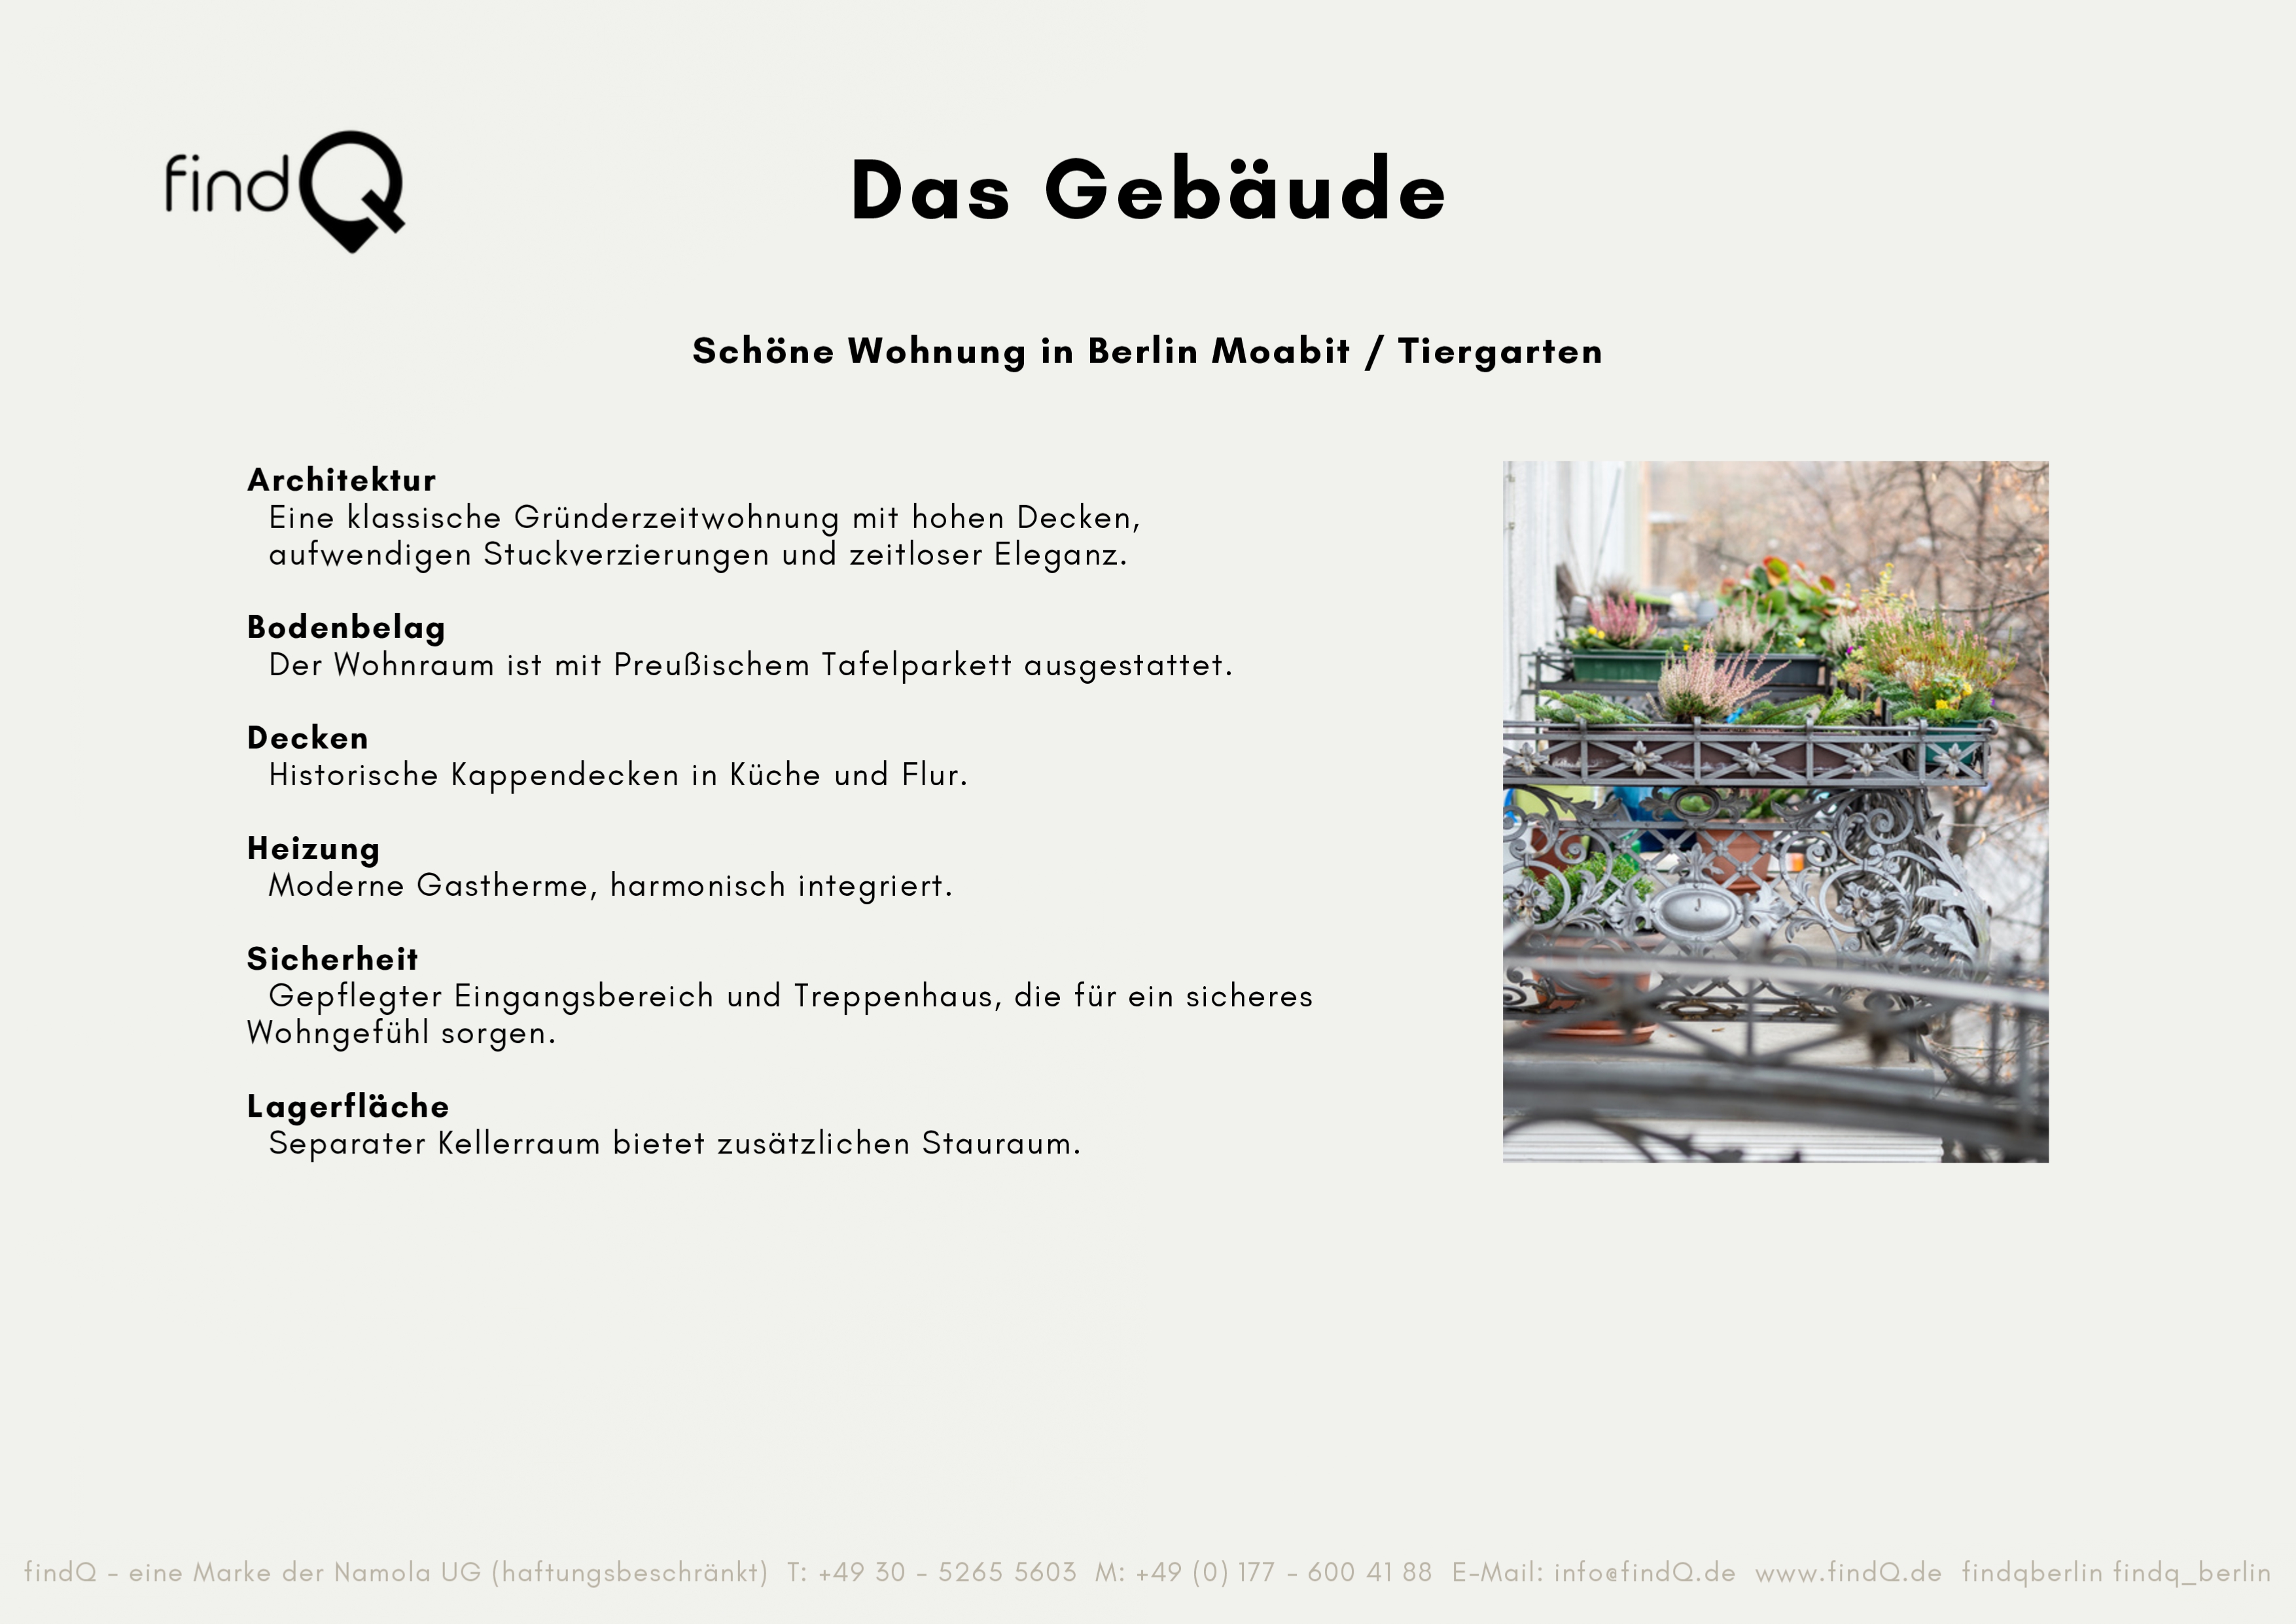 findQ
Das Gebäude
Schöne Wohnung in Berlin Moabit / Tiergarten
Architektur
Eine klassische Gründerzeitwohnung mit hohen Decken,
aufwendigen Stuckverzierungen und zeitloser Eleganz.
Bodenbelag
Der Wohnraum ist mit Preußischem Tafelparkett ausgestattet.
Decken
Historische Kappendecken in Küche und Flur.
Heizung
Moderne Gastherme, harmonisch integriert.
Sicherheit
Gepflegter Eingangsbereich und Treppenhaus, die für ein sicheres
Wohngefühl sorgen.
Lagerfläche
Separater Kellerraum bietet zusätzlichen Stauraum.
findQ - eine Marke der Namola UG (haftungsbeschränkt) T: +49 30 - 5265 5603 M: +49 (0) 177 - 600 41 88 E-Mail: info@findQ.de www.findQ.de findqberlin findq_berlin